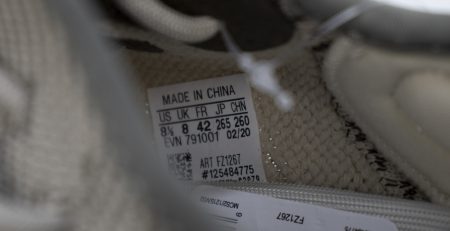 MADE IN CHINA
US UK FR JP CHN
8½ 8 42 265 260
EVN 791001 02/20
ART FZ1267
#125484775
FZ1267